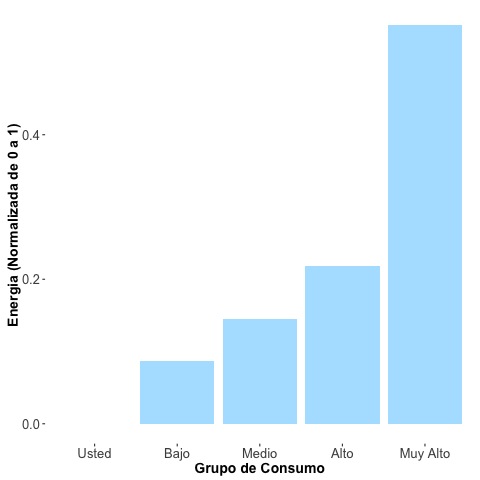 Energia (Normalizada de 0 a 1)
0.4
0.2
0.0
Usted Bajo Medio Alto Muy Alto
Grupo de Consumo